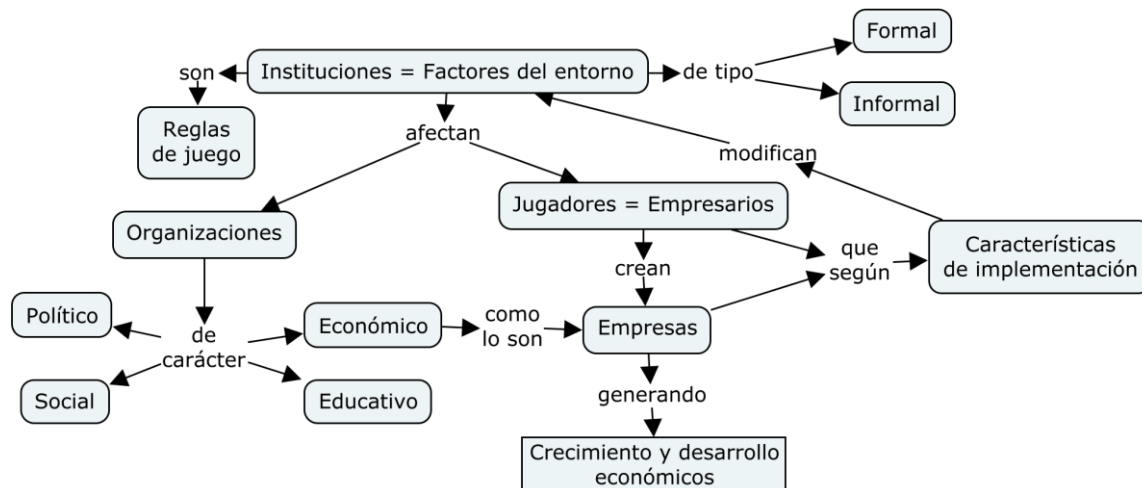 Formal
son
Instituciones = Factores del entorno
de tipo
Informal
Reglas
de juego
afectan
modifican
Jugadores = Empresarios
Organizaciones
que
según
Características
de implementación
crean
Político
de
carácter
Económico
como
lo son
Empresas
Social
Educativo
generando
Crecimiento y desarrollo
económicos